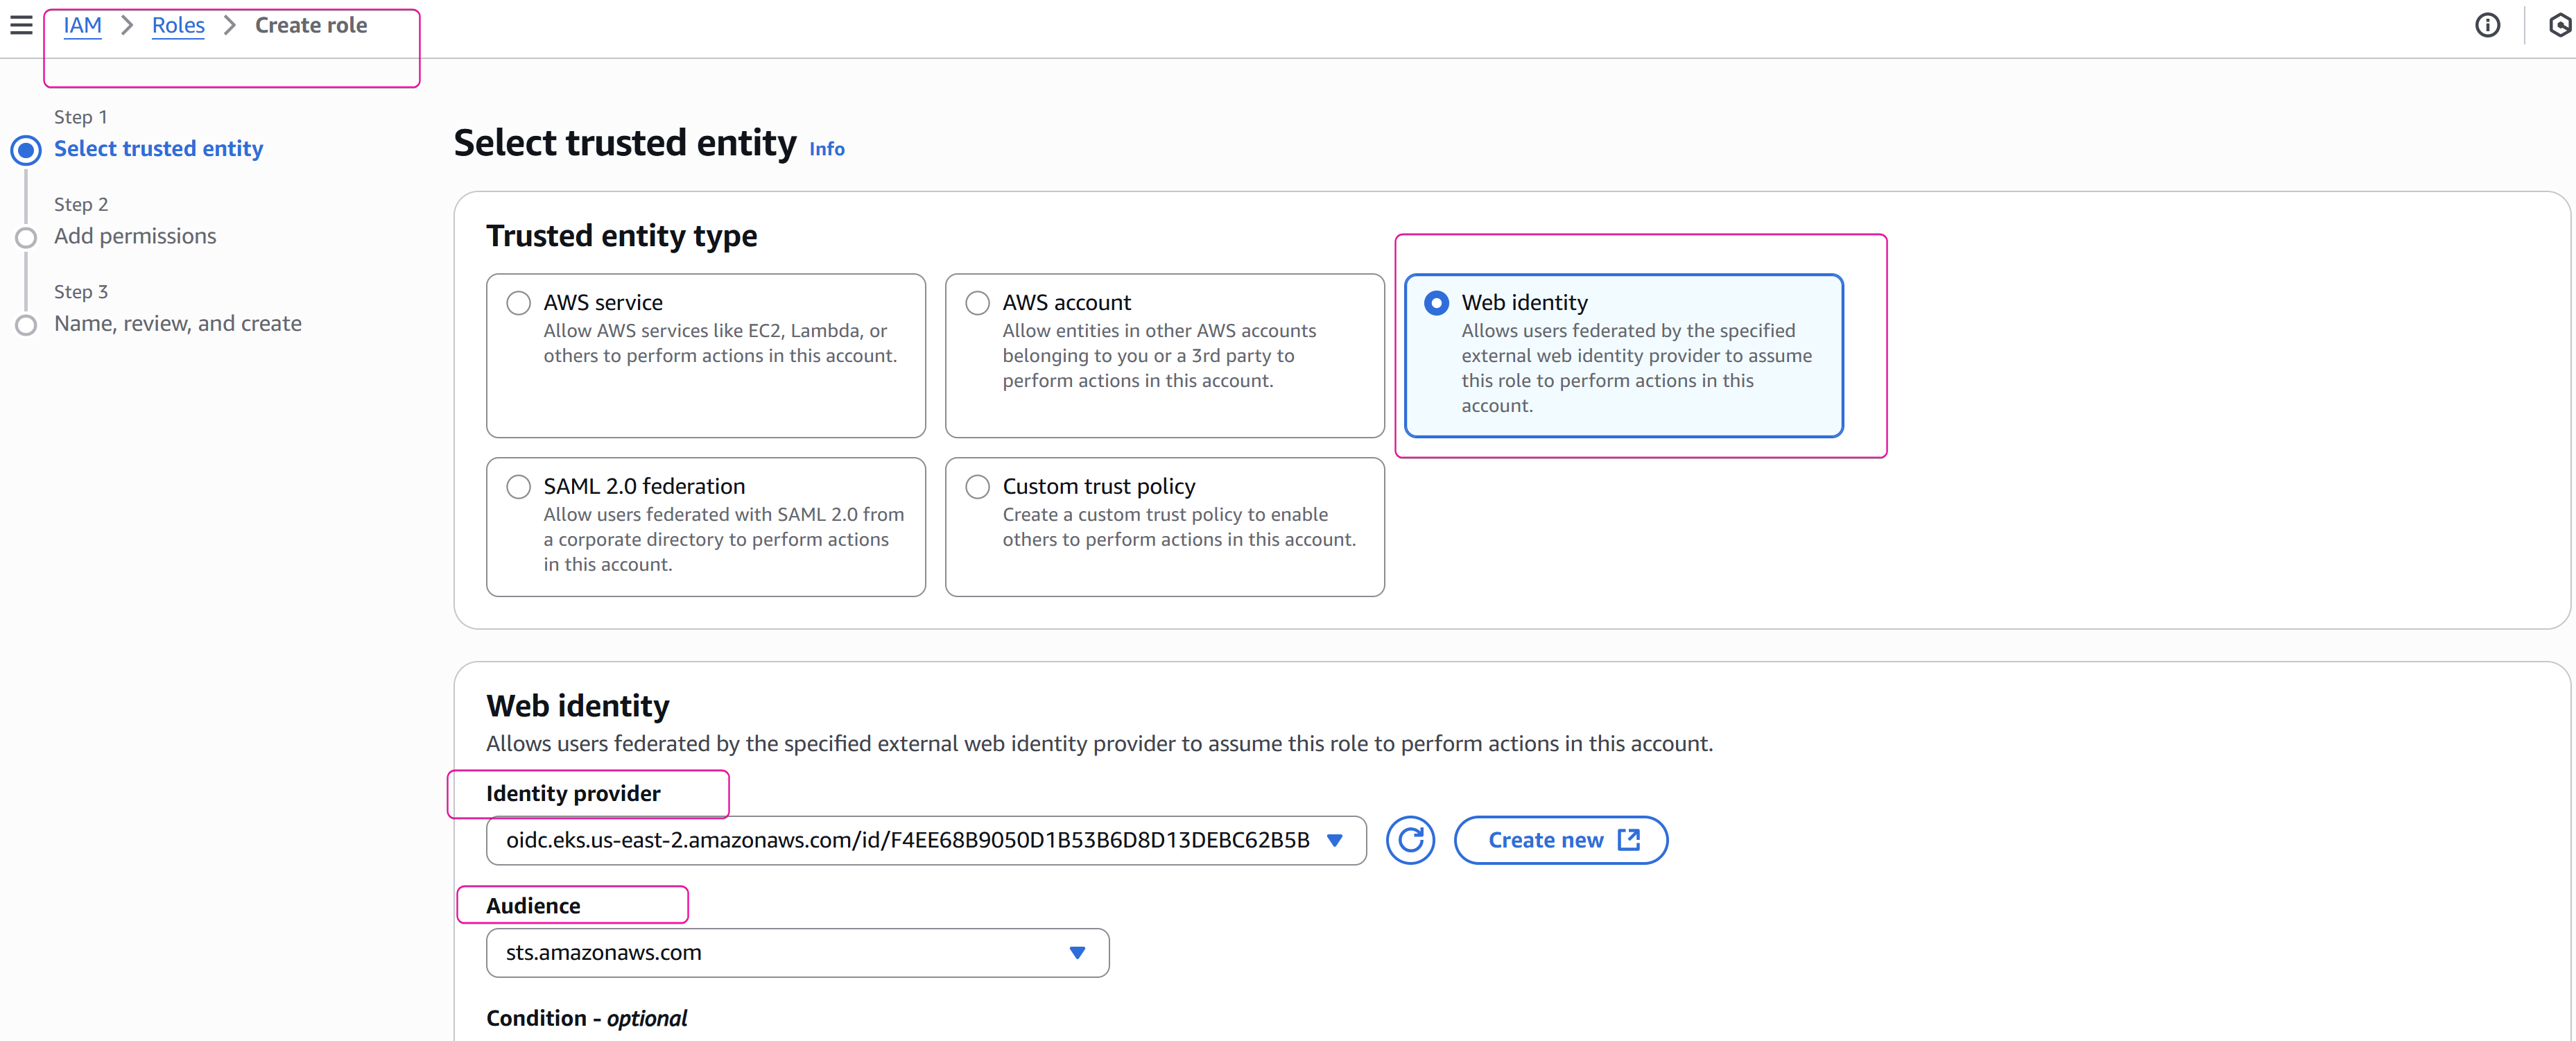 IAM > Roles > Create role
Step 1
Select trusted entity
Step 2
Add permissions
Step 3
Name, review, and create
Select trusted entity Info
Trusted entity type
AWS service
Allow AWS services like EC2, Lambda, or
others to perform actions in this account.
AWS account
Allow entities in other AWS accounts
belonging to you or a 3rd party to
perform actions in this account.
Web identity
Allows users federated by the specified
external web identity provider to assume
this role to perform actions in this
account.
SAML 2.0 federation
Allow users federated with SAML 2.0 from
a corporate directory to perform actions
in this account.
Custom trust policy
Create a custom trust policy to enable
others to perform actions in this account.
Web identity
Allows users federated by the specified external web identity provider to assume this role to perform actions in this account.
Identity provider
oidc.eks.us-east-2.amazonaws.com/id/F4EE68B9050D1B53B6D8D13DEBC62B5B
Create new
Audience
sts.amazonaws.com
Condition - optional